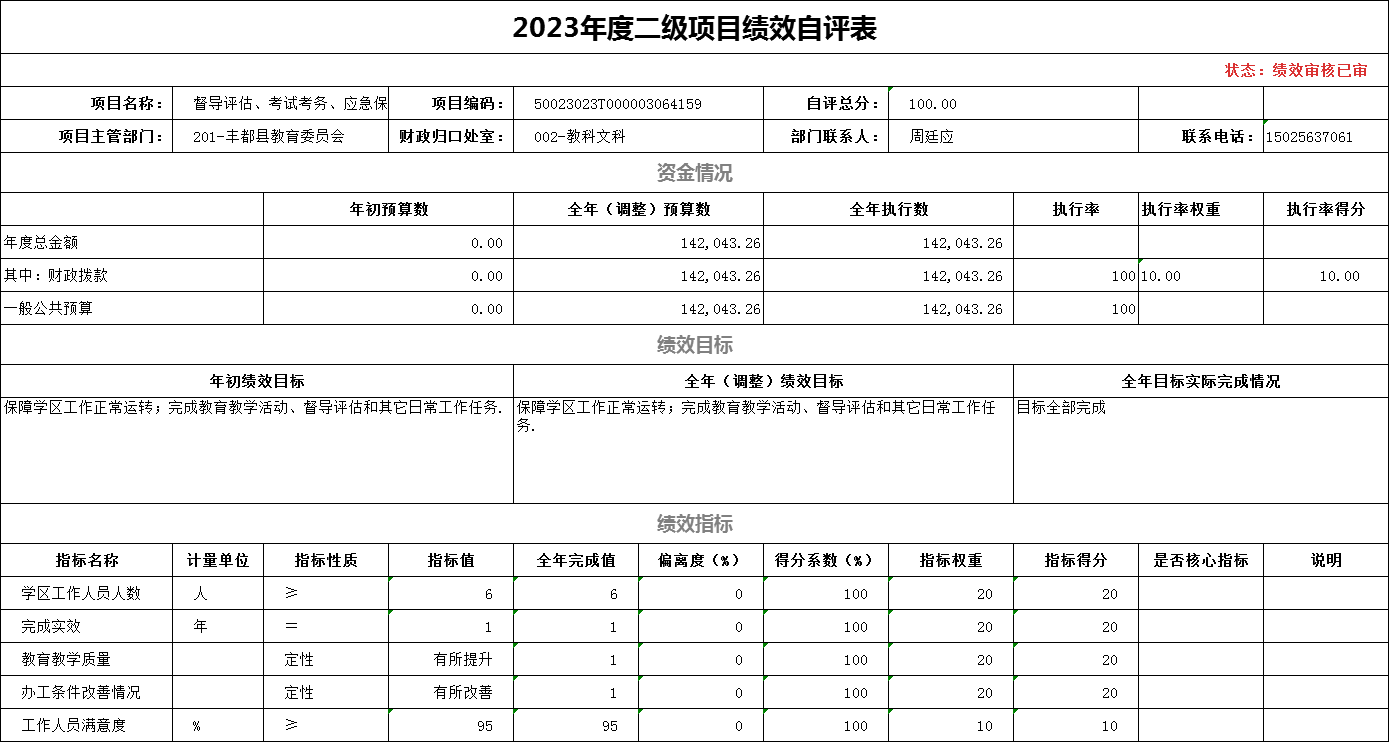 2023年度二级项目绩效自评表
状态：绩效审核已审
项目名称： 督导评估、考试考务、应急保 项目编码： 50023023T000003064159 自评总分： 100.00
项目主管部门： 201-丰都县教育委员会 财政归口处室： 002-教科文科 部门联系人： 周廷应 联系电话： 15025637061
资金情况
年初预算数 全年（调整）预算数 全年执行数 执行率 执行率权重 执行率得分
年度总金额 0.00 142,043.26 142,043.26
其中：财政拨款 0.00 142,043.26 142,043.26 100 10.00 10.00
一般公共预算 0.00 142,043.26 142,043.26 100
绩效目标
年初绩效目标 全年（调整）绩效目标 全年目标实际完成情况
保障学区工作正常运转；完成教育教学活动、督导评估和其它日常工作任务. 保障学区工作正常运转；完成教育教学活动、督导评估和其它日常工作任 目标全部完成
务.
绩效指标
指标名称 计量单位 指标性质 指标值 全年完成值 偏离度（%） 得分系数（%） 指标权重 指标得分 是否核心指标 说明
学区工作人员人数 人 ≥ 6 6 0 100 20 20
完成实效 年 ＝ 1 1 0 100 20 20
教育教学质量 定性 有所提升 1 0 100 20 20
办工条件改善情况 定性 有所改善 1 0 100 20 20
工作人员满意度 % ≥ 95 95 0 100 10 10